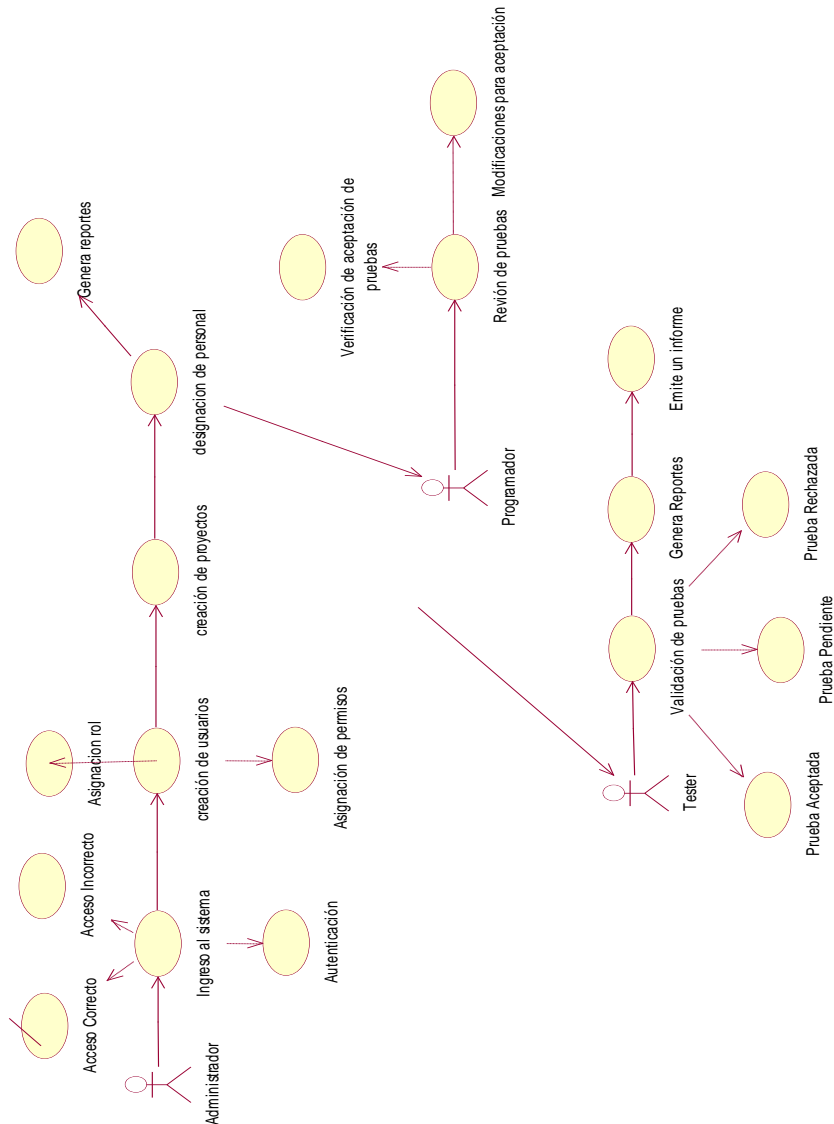 Acceso Correcto
Acceso Incorrecto
Asignacion rol
Genera reportes
Administrador
Ingreso al sistema
creación de usuarios
creación de proyectos
designacion de personal
Autenticación
Asignación de permisos
Verificación de aceptación de
pruebas
Programador
Revión de pruebas
Modificaciones para aceptación
Tester
Validación de pruebas
Genera Reportes
Emite un informe
Prueba Aceptada
Prueba Pendiente
Prueba Rechazada